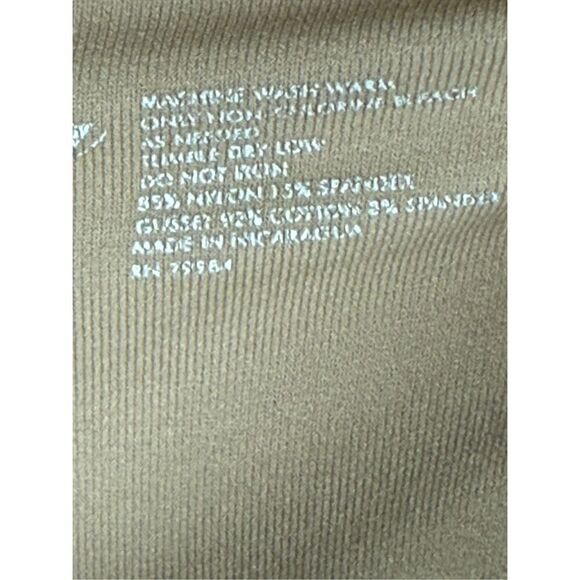 MACHINE WASH WARM
ONLY NON-CHLORINE BLEACH
AS NEEDED
TUMBLE DRY LOW
DO NOT IRON
85% NYLON 15% SPANDEX
GUSSET 92% COTTON 8% SPANDEX
MADE IN NICARAGUA
RN 79984